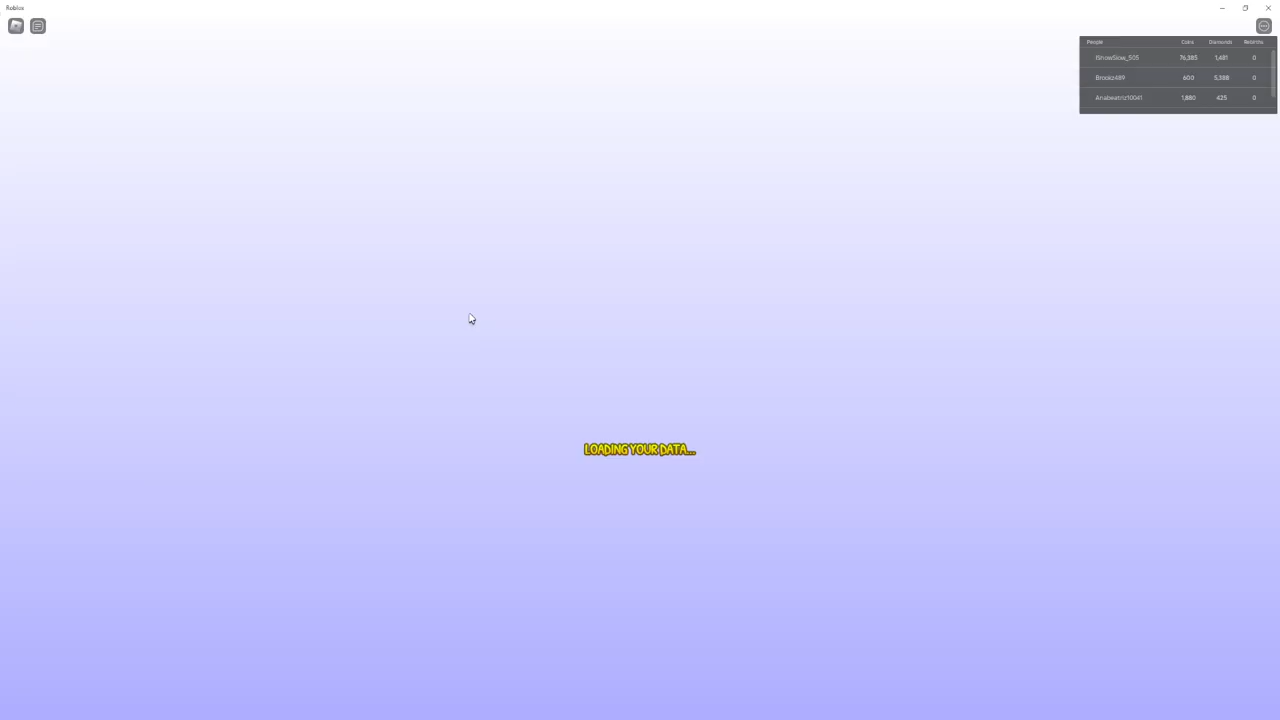 Roblox
People Coins Diamonds Rebirths
ISnowSlow_505 76,385 1,481 0
Brookz489 600 5,388 0
Anabeatriz10041 1,880 425 0
LOADING YOUR DATA...